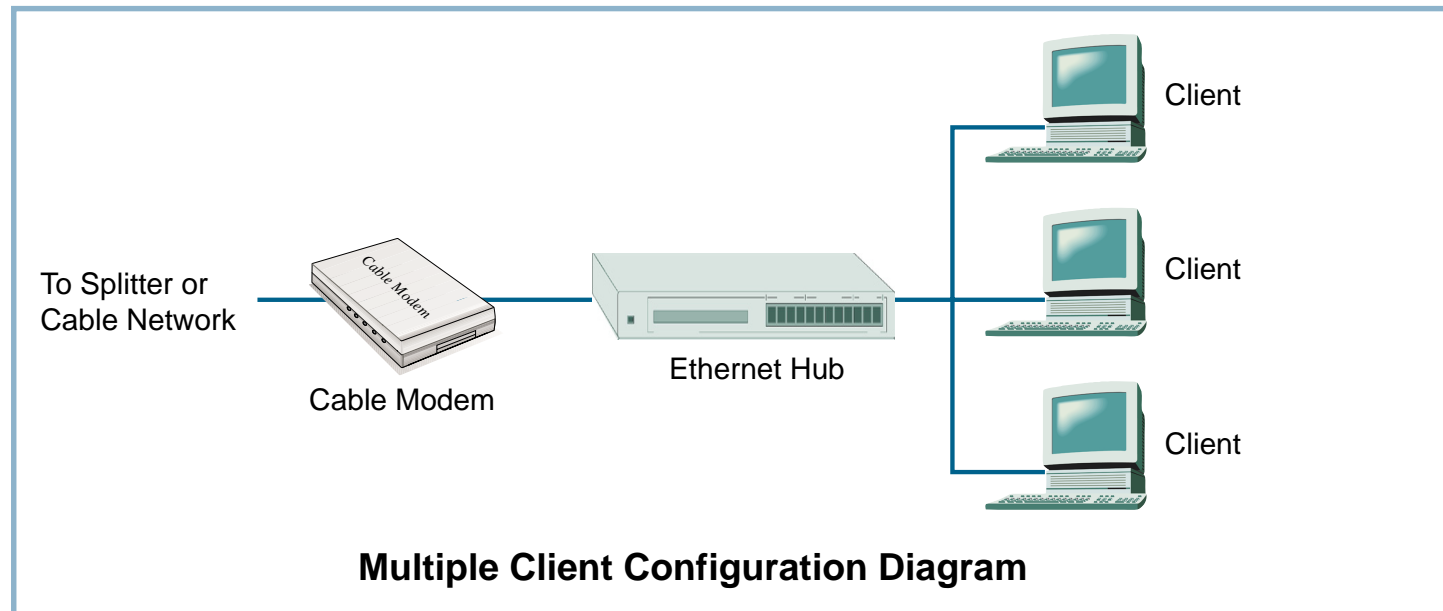 To Splitter or
Cable Network
Cable Modem
Cable Modem
Ethernet Hub
Client
Client
Client
Multiple Client Configuration Diagram